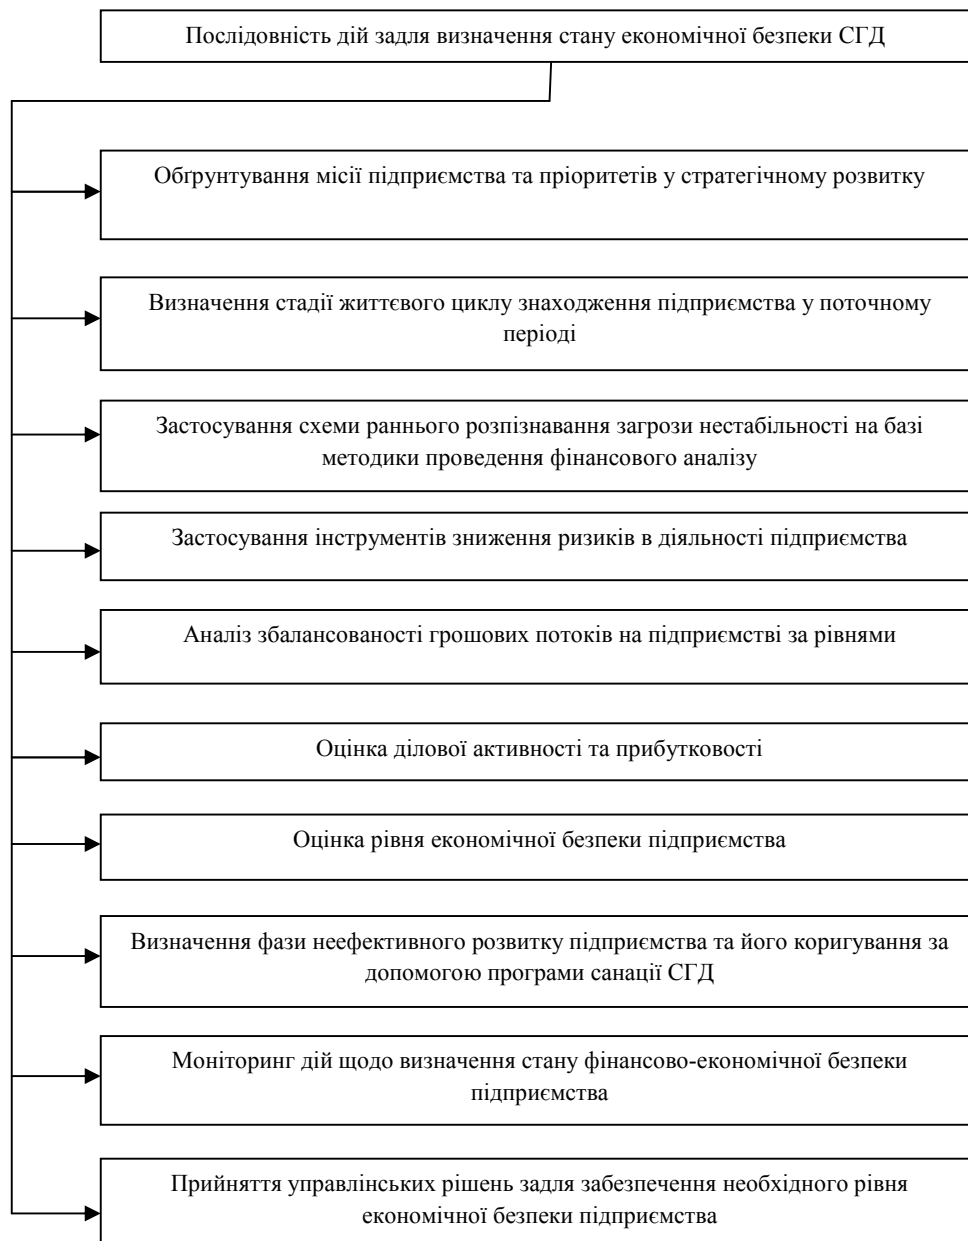 Послідовність дій задля визначення стану економічної безпеки СГД
Обґрунтування місії підприємства та пріоритетів у стратегічному розвитку
Визначення стадії життєвого циклу знаходження підприємства у поточному
періоді
Застосування схеми раннього розпізнавання загрози нестабільності на базі
методики проведення фінансового аналізу
Застосування інструментів зниження ризиків в діяльності підприємства
Аналіз збалансованості грошових потоків на підприємстві за рівнями
Оцінка ділової активності та прибутковості
Оцінка рівня економічної безпеки підприємства
Визначення фази неефективного розвитку підприємства та його коригування за
допомогою програми санації СГД
Моніторинг дій щодо визначення стану фінансово-економічної безпеки
підприємства
Прийняття управлінських рішень задля забезпечення необхідного рівня
економічної безпеки підприємства